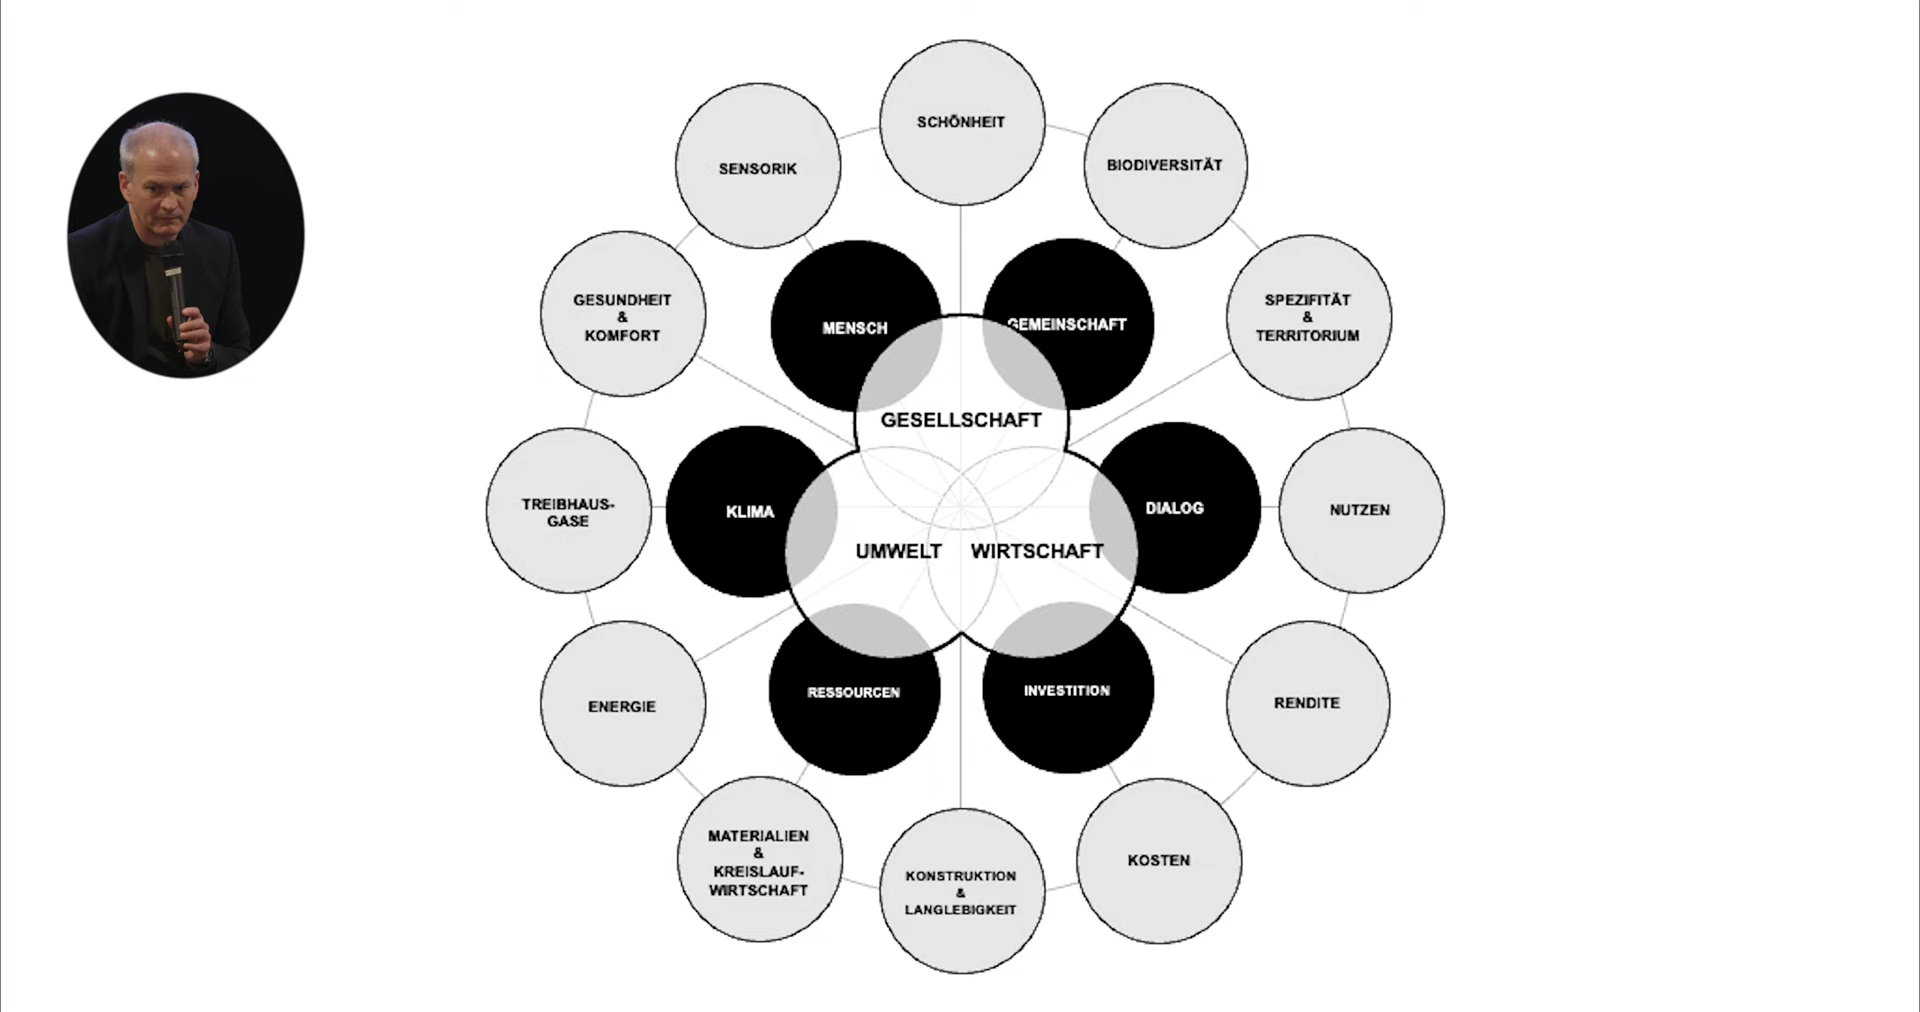 SCHÖNHEIT
SENSORIK
BIODIVERSITÄT
GESUNDHEIT
&
KOMFORT
MENSCH
GEMEINSCHAFT
SPEZIFITÄT
&
TERRITORIUM
GESELLSCHAFT
TREIBHAUS-
GASE
KLIMA
DIALOG
NUTZEN
UMWELT
WIRTSCHAFT
ENERGIE
RESSOURCEN
INVESTITION
RENDITE
MATERIALIEN
&
KREISLAUF-
WIRTSCHAFT
KONSTRUKTION
&
LANGLEBIGKEIT
KOSTEN